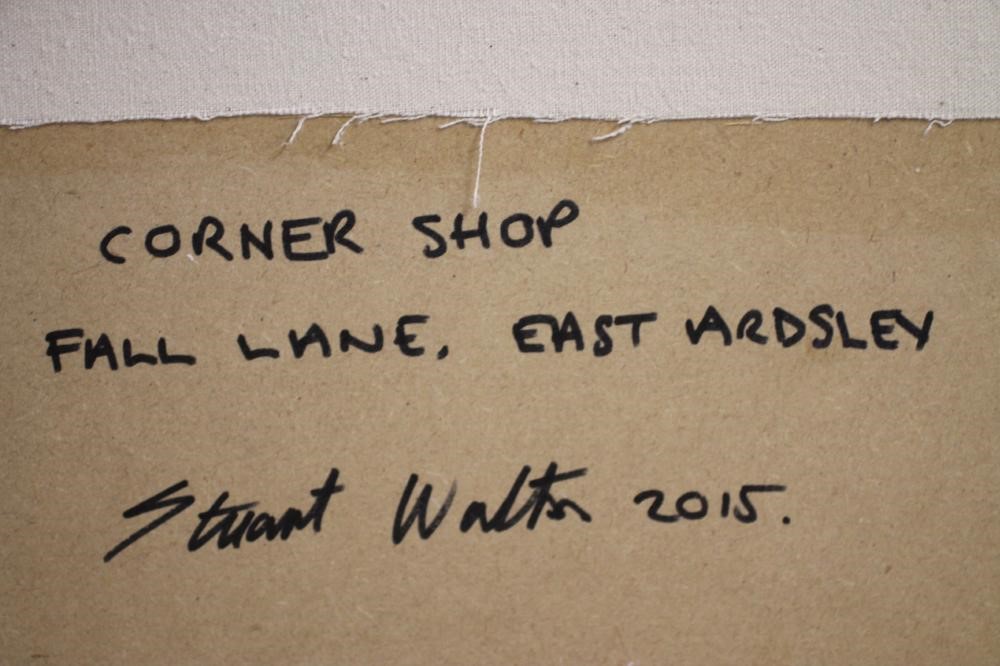 CORNER SHOP
FALL LANE, EAST ARDSLEY
Stuart Walton 2015.